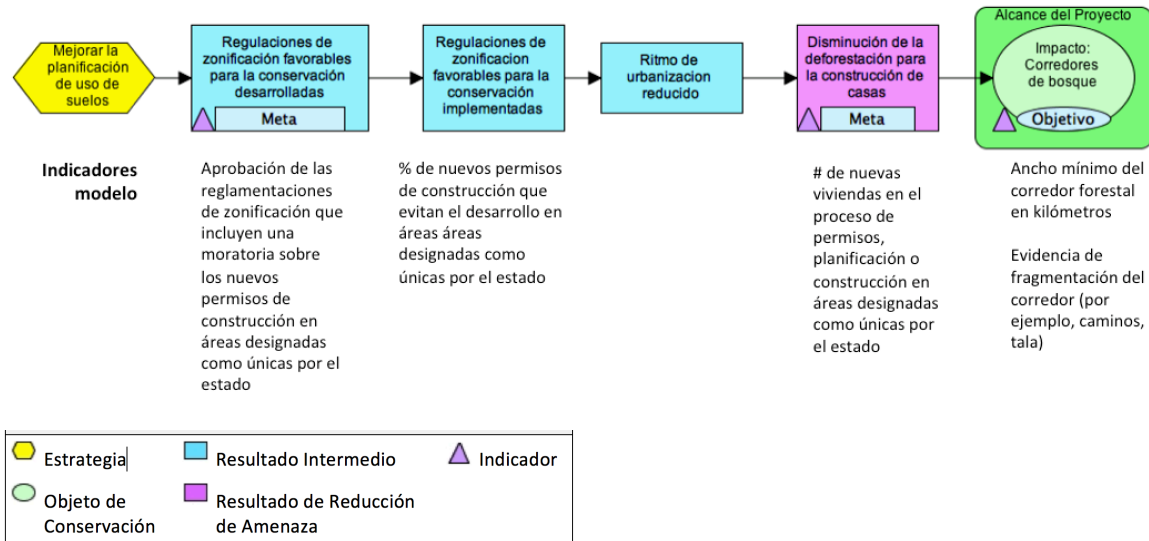 Mejorar la
planificación
de uso de
suelos
Regulaciones de
zonificación favorables
para la conservación
desarrolladas
Meta
Regulaciones de
zonificacion
favorables para la
conservación
implementadas
Ritmo de
urbanizacion
reducido
Disminución de la
deforestación para
la construcción de
casas
Meta
Alcance del Proyecto
Impacto:
Corredores
de bosque
Objetivo
Indicadores
modelo
Aprobación de las
reglamentaciones
de zonificación que
incluyen una
moratoria sobre
los nuevos
permisos de
construcción en
áreas designadas
como únicas por el
estado
% de nuevos permisos
de construcción que
evitan el desarrollo en
áreas áreas
designadas como
únicas por el estado
# de nuevas
viviendas en el
proceso de
permisos,
planificación o
construcción en
áreas designadas
como únicas por
el estado
Ancho mínimo del
corredor forestal
en kilómetros
Evidencia de
fragmentación del
corredor (por
ejemplo, caminos,
tala)
Estrategia
Resultado Intermedio
Indicador
Objeto de
Conservación
Resultado de Reducción
de Amenaza